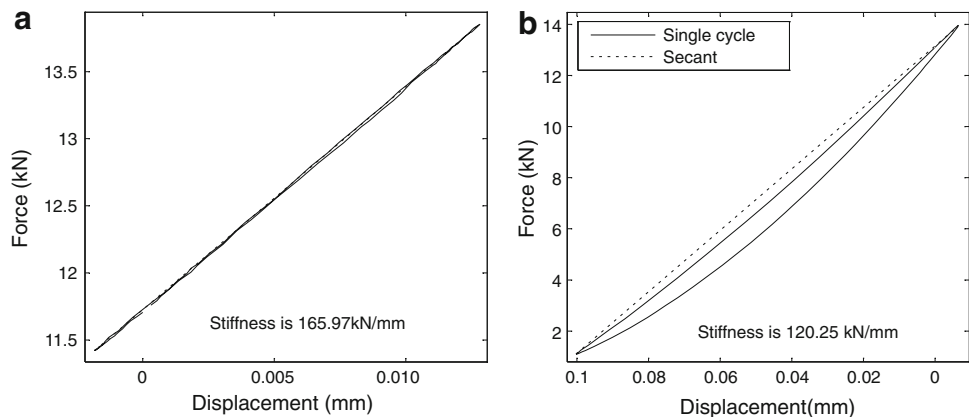 a
13.5
13
12.5
12
11.5
Force (kN)
Stiffness is 165.97kN/mm
0
0.005
0.010
Displacement (mm)
b
14
12
10
8
6
4
2
Force (kN)
Single cycle
Secant
Stiffness is 120.25 kN/mm
0.1
0.08
0.06
0.04
0.02
0
Displacement(mm)